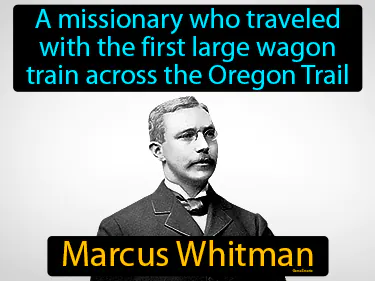 A missionary who traveled
with the first large wagon
train across the Oregon Trail
Marcus Whitman